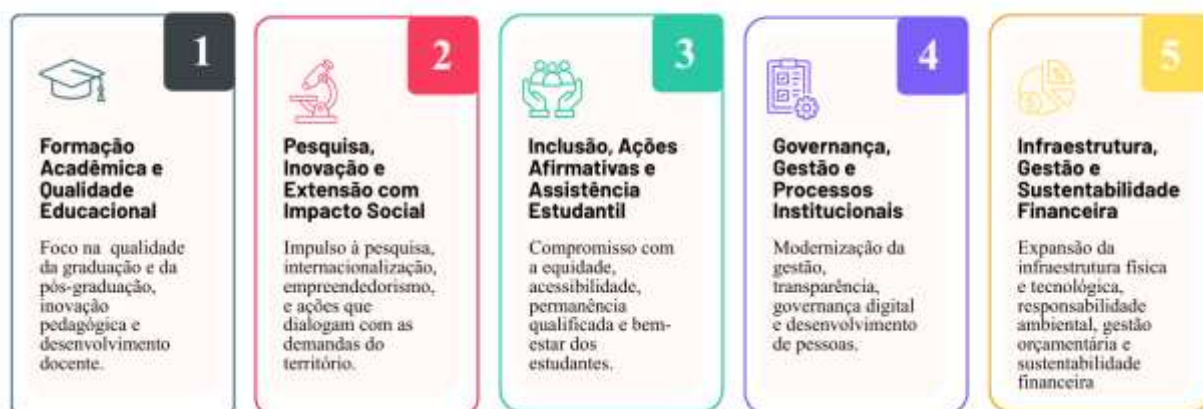 1
Formação
Acadêmica e
Qualidade
Educacional
Foco na qualidade
da graduação e da
pós-graduação,
inovação
pedagógica e
desenvolvimento
docente.
2
Pesquisa,
Inovação e
Extensão com
Impacto Social
Impulso à pesquisa,
internacionalização,
empreendedorismo,
e ações que
dialogam com as
demandas do
território.
3
Inclusão, Ações
Afirmativas e
Assistência
Estudantil
Compromisso com
a equidade,
acessibilidade,
permanência
qualificada e bem-
estar dos
estudantes.
4
Governança,
Gestão e
Processos
Institucionais
Modernização da
gestão,
transparência,
governança digital
e desenvolvimento
de pessoas.
5
Infraestrutura,
Gestão e
Sustentabilidade
Financeira
Expansão da
infraestrutura física
e tecnológica,
responsabilidade
ambiental, gestão
orçamentária e
sustentabilidade
financeira